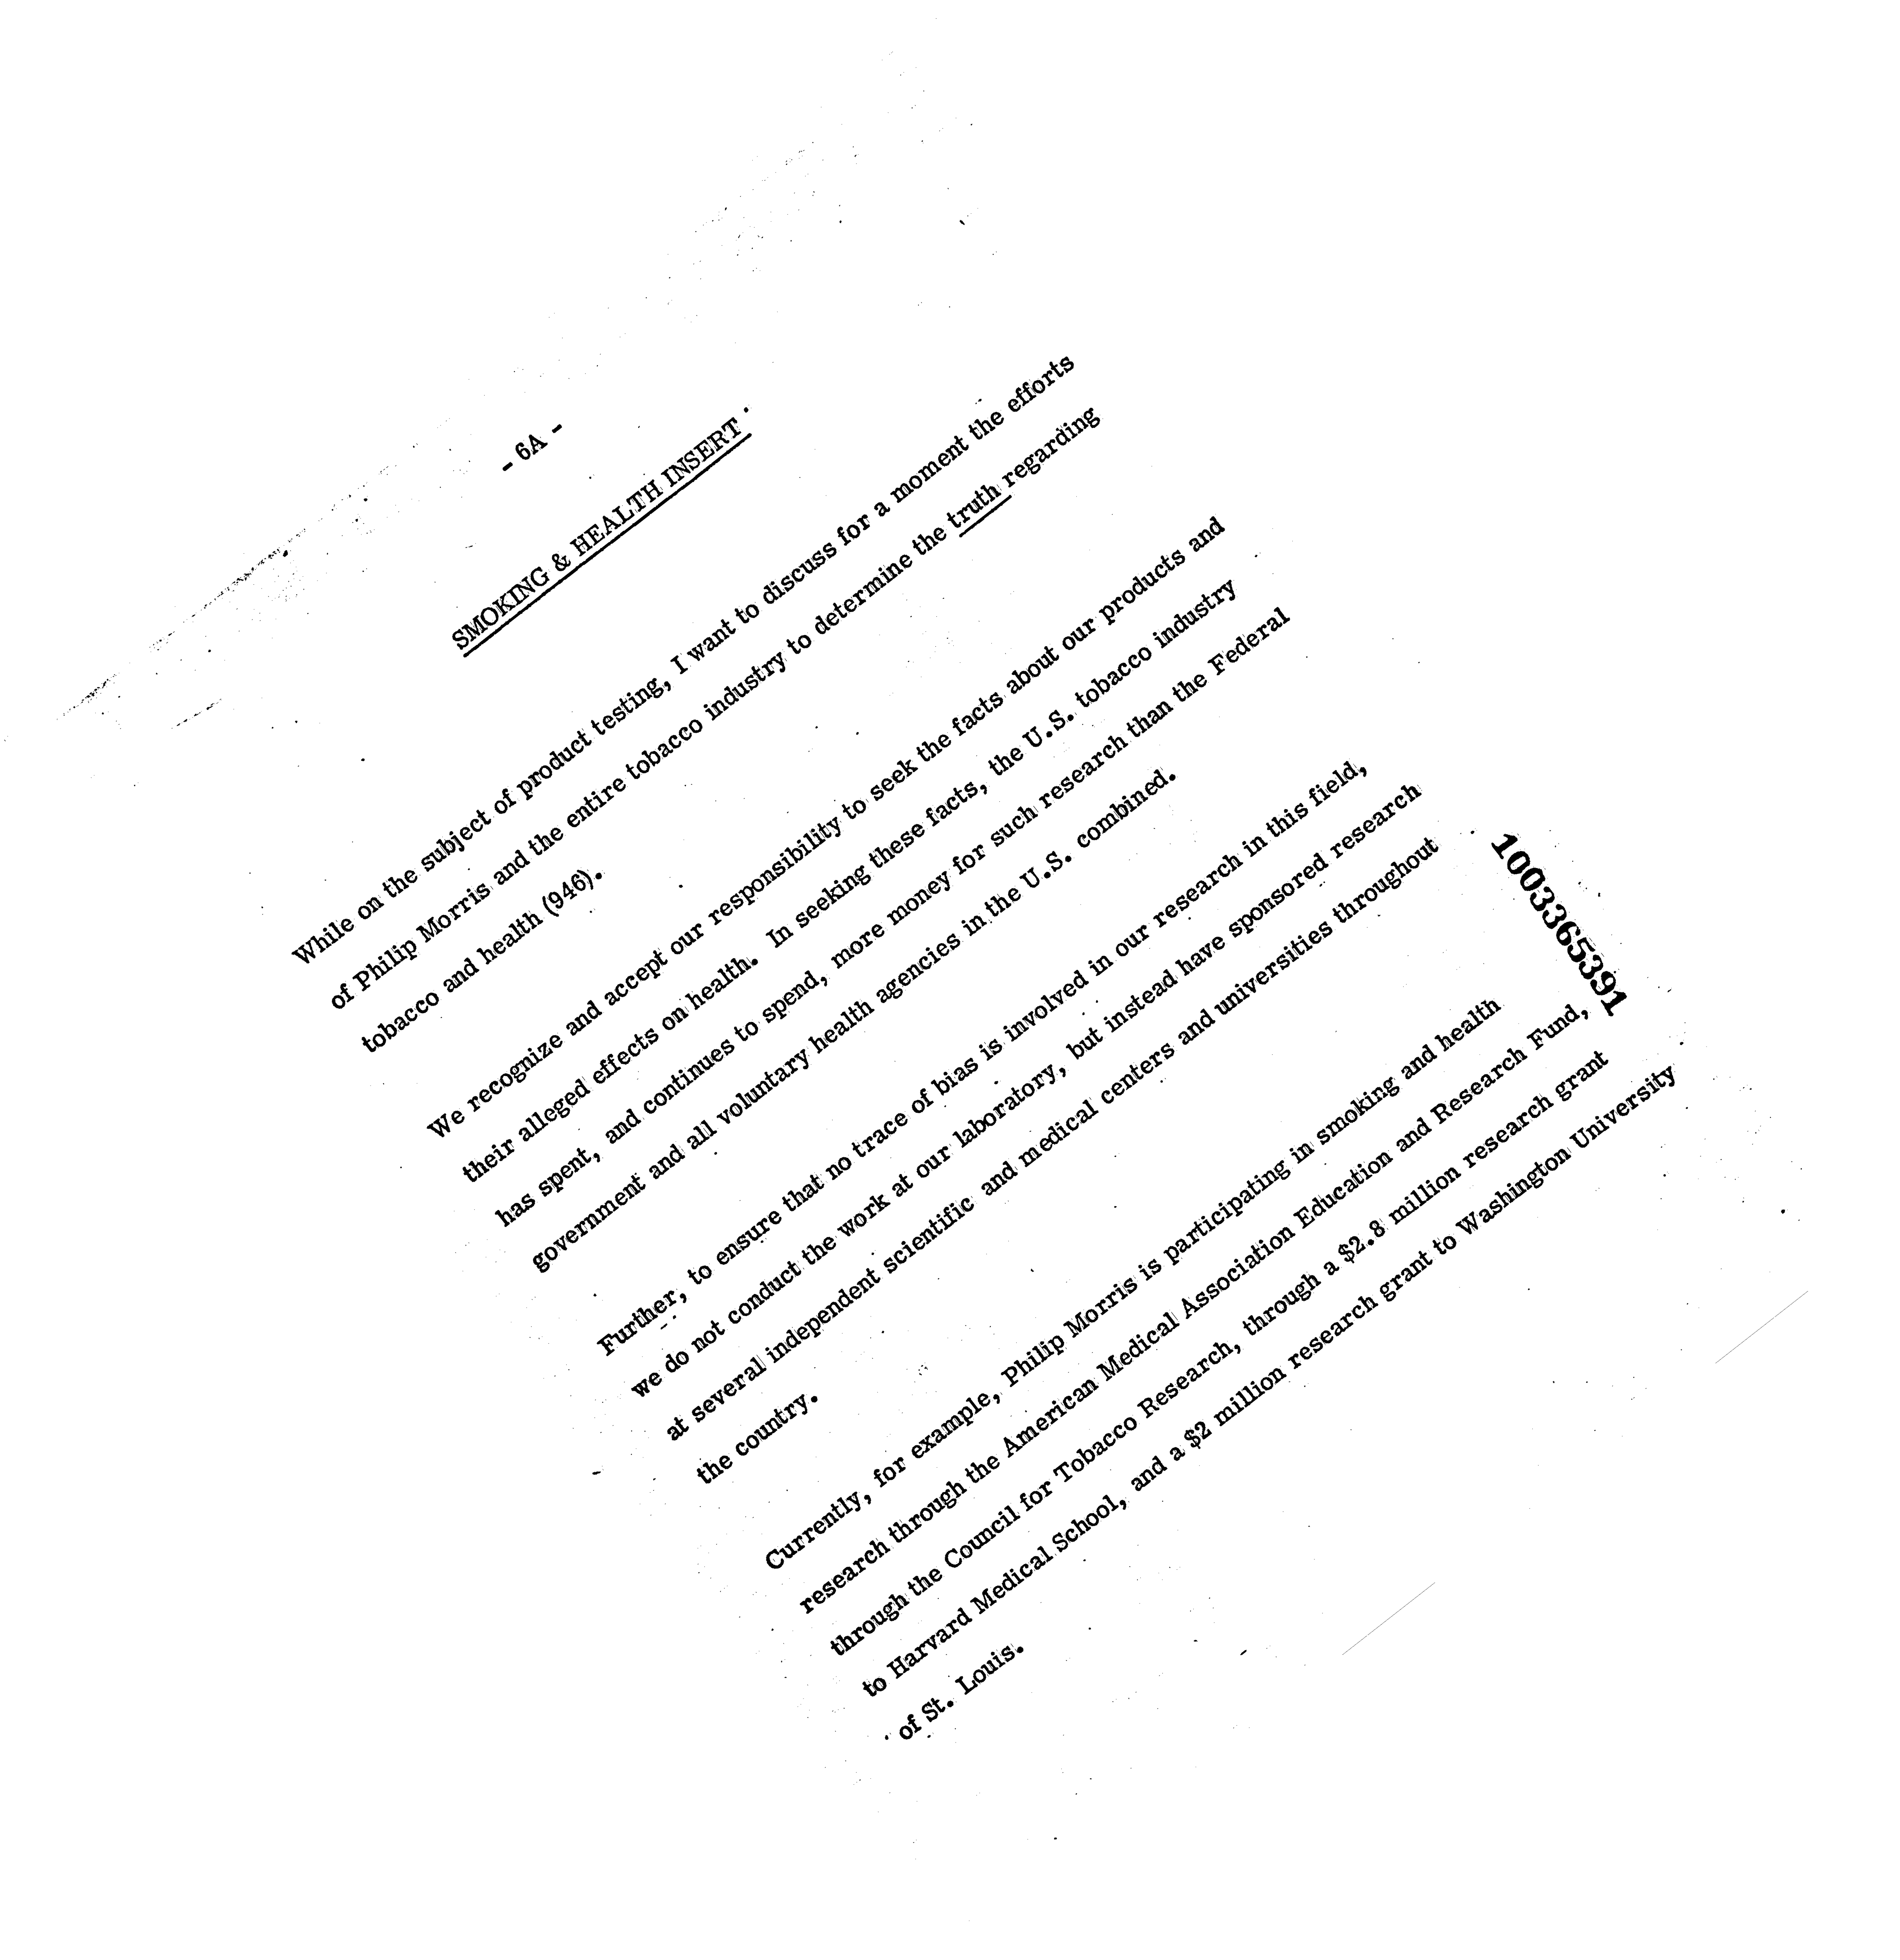 - 6A -
SMOKING & HEALTH INSERT
While on the subject of product testing, I want to discuss for a moment the efforts
of Philip Morris and the entire tobacco industry to determine the truth regarding
tobacco and health (946).
We recognize and accept our responsibility to seek the facts about our products and
their alleged effects on health. In seeking these facts, the U.S. tobacco industry
has spent, and continues to spend, more money for such research than the Federal
government and all voluntary health agencies in the U.S. combined.
Further, to ensure that no trace of bias is involved in our research in this field,
we do not conduct the work at our laboratory, but instead have sponsored research
at several independent scientific and medical centers and universities throughout
the country.
Currently, for example, Philip Morris is participating in smoking and health
research through the American Medical Association Education and Research Fund,
through the Council for Tobacco Research, through a $2.8 million research grant
to Harvard Medical School, and a $2 million research grant to Washington University
of St. Louis.
1003365391